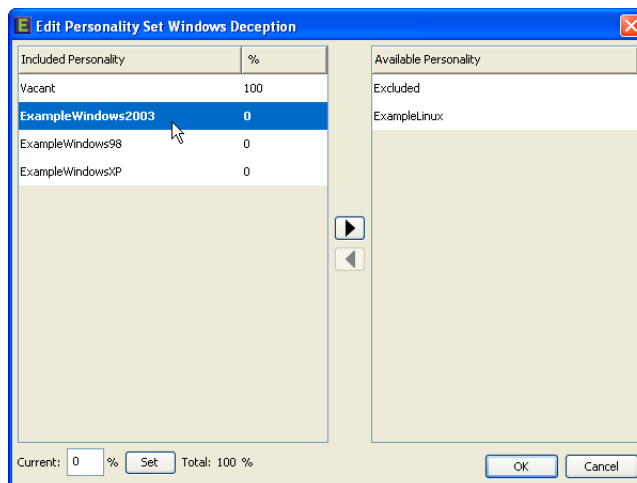 E Edit Personality Set Windows Deception
Included Personality % Available Personality
Vacant 100 Excluded
ExampleWindows2003 0 ExampleLinux
ExampleWindows98 0
ExampleWindowsXP 0
Current: 0 % Set Total: 100 % OK Cancel